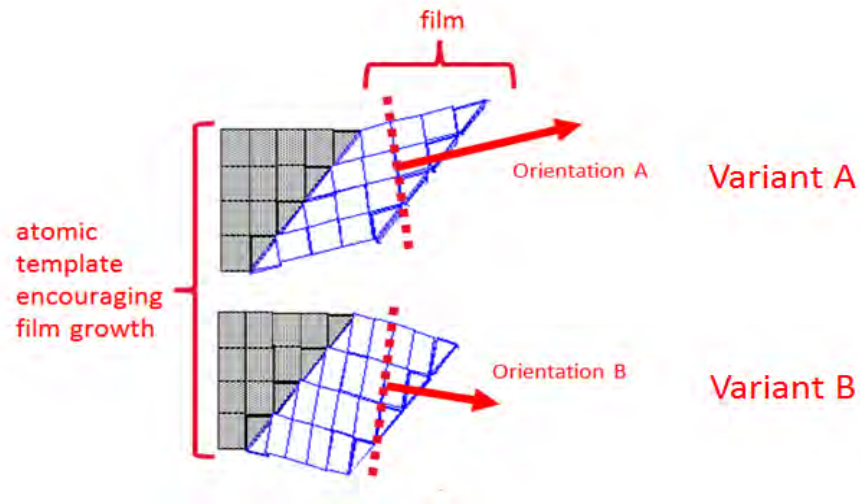 film
Orientation A
Variant A
atomic
template
encouraging
film growth
Orientation B
Variant B